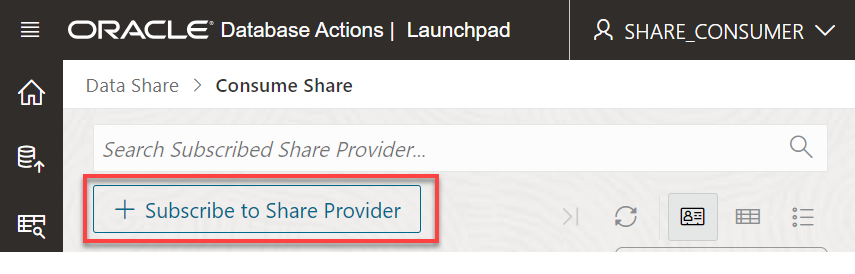 ORACLE® Database Actions | Launchpad
SHARE_CONSUMER
Data Share > Consume Share
Search Subscribed Share Provider...
+ Subscribe to Share Provider